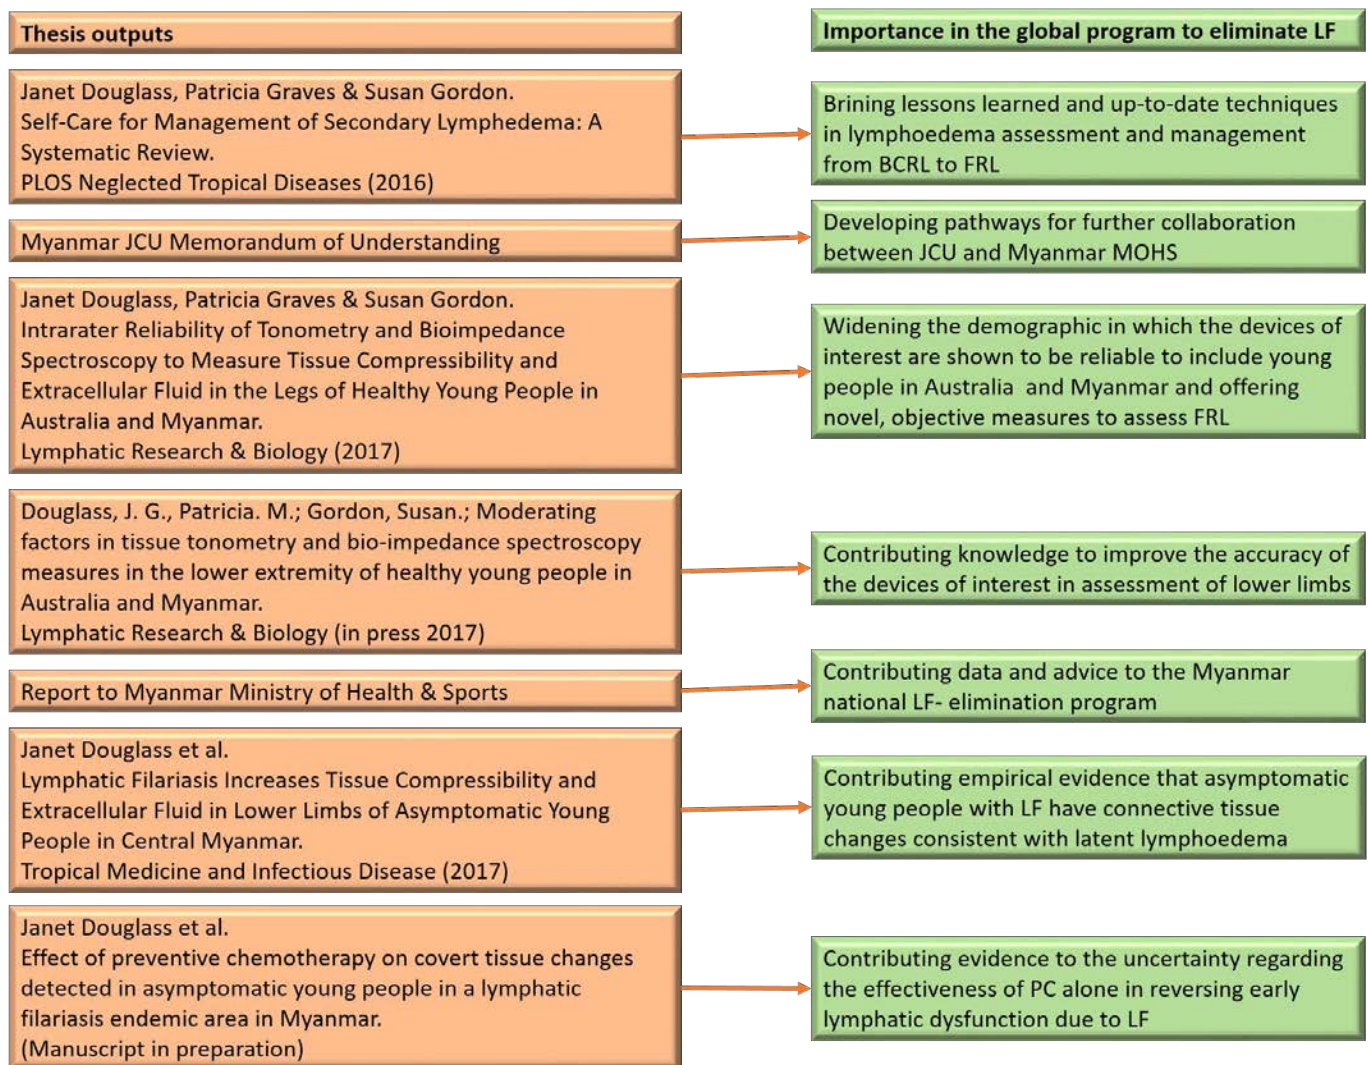 Thesis outputs
Importance in the global program to eliminate LF
Janet Douglass, Patricia Graves & Susan Gordon.
Self-Care for Management of Secondary Lymphedema: A
Systematic Review.
PLOS Neglected Tropical Diseases (2016)
Brining lessons learned and up-to-date techniques
in lymphoedema assessment and management
from BCRL to FRL
Myanmar JCU Memorandum of Understanding
Developing pathways for further collaboration
between JCU and Myanmar MOHS
Janet Douglass, Patricia Graves & Susan Gordon.
Intrarater Reliability of Tonometry and Bioimpedance
Spectroscopy to Measure Tissue Compressibility and
Extracellular Fluid in the Legs of Healthy Young People in
Australia and Myanmar.
Lymphatic Research & Biology (2017)
Widening the demographic in which the devices of
interest are shown to be reliable to include young
people in Australia and Myanmar and offering
novel, objective measures to assess FRL
Douglass, J. G., Patricia. M.; Gordon, Susan.; Moderating
factors in tissue tonometry and bio-impedance spectroscopy
measures in the lower extremity of healthy young people in
Australia and Myanmar.
Lymphatic Research & Biology (in press 2017)
Contributing knowledge to improve the accuracy of
the devices of interest in assessment of lower limbs
Report to Myanmar Ministry of Health & Sports
Contributing data and advice to the Myanmar
national LF- elimination program
Janet Douglass et al.
Lymphatic Filariasis Increases Tissue Compressibility and
Extracellular Fluid in Lower Limbs of Asymptomatic Young
People in Central Myanmar.
Tropical Medicine and Infectious Disease (2017)
Contributing empirical evidence that asymptomatic
young people with LF have connective tissue
changes consistent with latent lymphoedema
Janet Douglass et al.
Effect of preventive chemotherapy on covert tissue changes
detected in asymptomatic young people in a lymphatic
filariasis endemic area in Myanmar.
(Manuscript in preparation)
Contributing evidence to the uncertainty regarding
the effectiveness of PC alone in reversing early
lymphatic dysfunction due to LF